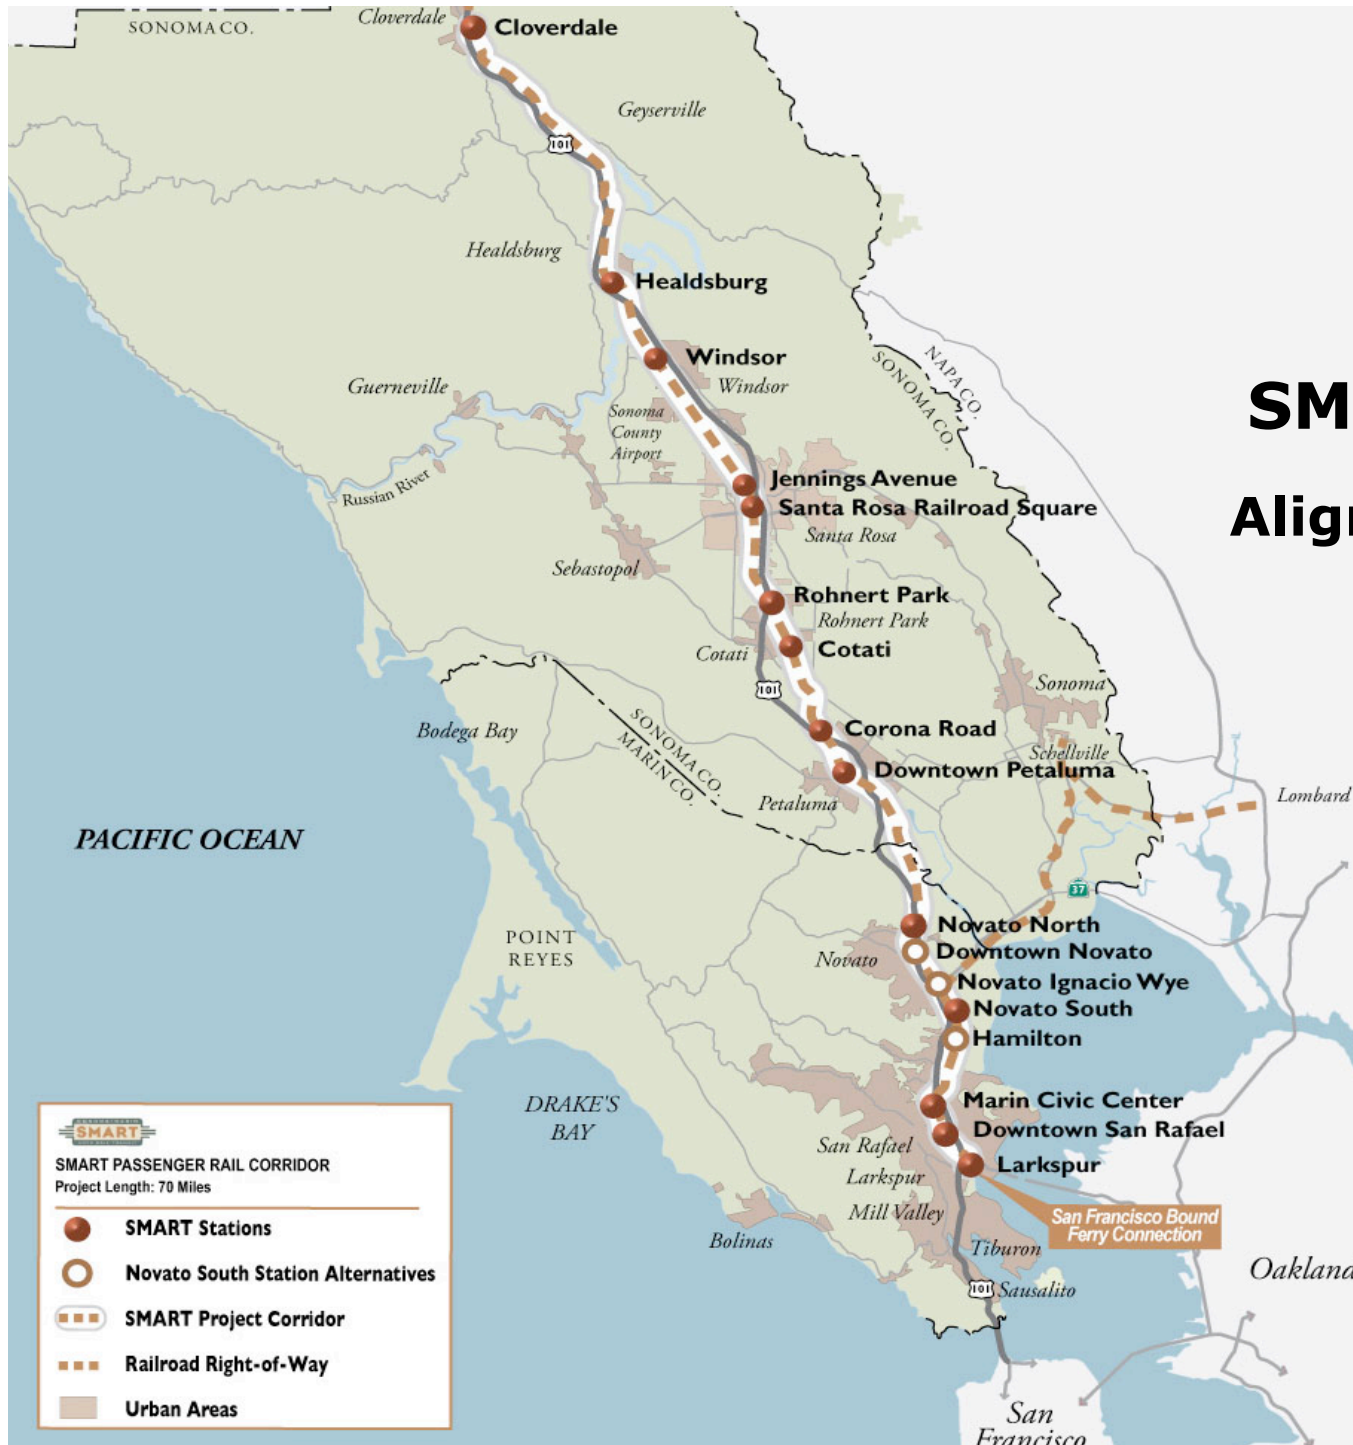 SONOMA CO.
Cloverdale
Cloverdale
Geyserville
101
Healdsburg
Healdsburg
NAPA CO.
SONOMA CO.
Windsor
Windsor
Guerneville
Sonoma
County
Airport
SM
Russian River
Jennings Avenue
Santa Rosa Railroad Square
Santa Rosa
Align
Sebastopol
Rohnert Park
Rohnert Park
Cotati
Cotati
101
Sonoma
SONOMA CO.
MARIN CO.
Bodega Bay
Corona Road
Schellville
Downtown Petaluma
Petaluma
Lombard
PACIFIC OCEAN
37
Novato North
POINT
REYES
Downtown Novato
Novato
Novato Ignacio Wye
Novato South
Hamilton
DRAKE'S
BAY
Marin Civic Center
Downtown San Rafael
San Rafael
Larkspur
Larkspur
Mill Valley
San Francisco Bound
Ferry Connection
Bolinas
Tiburon
Oakland
101
Sausalito
San
Francisco
SMART
SMART PASSENGER RAIL CORRIDOR
Project Length: 70 Miles
SMART Stations
Novato South Station Alternatives
SMART Project Corridor
Railroad Right-of-Way
Urban Areas